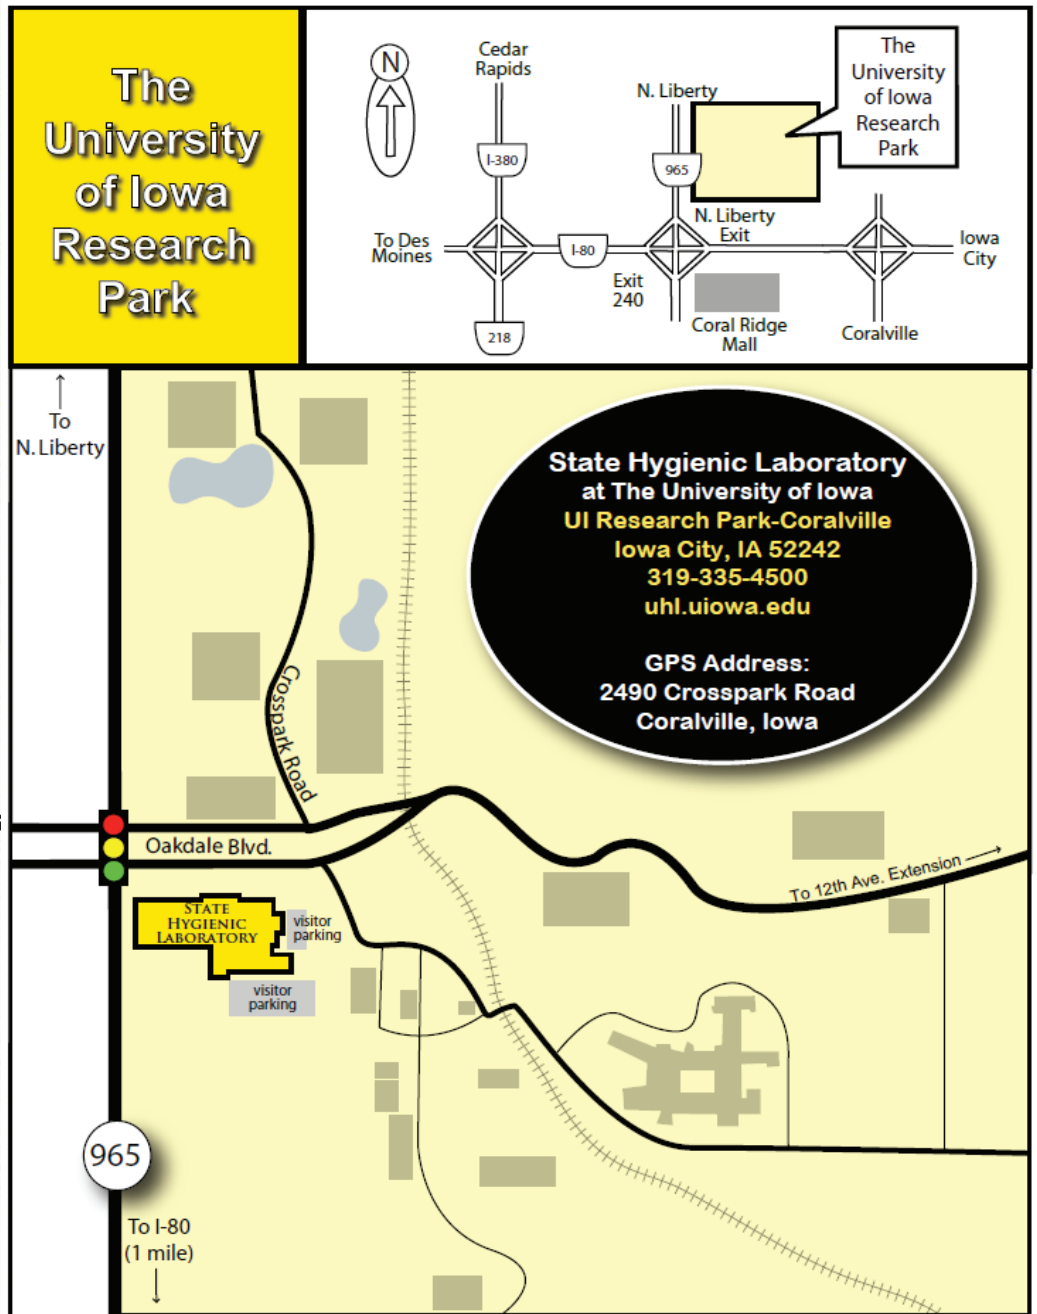 The
University
of Iowa
Research
Park
N
Cedar
Rapids
I-380
To Des
Moines
218
I-80
N. Liberty
965
N. Liberty
Exit
Exit
240
Coral Ridge
Mall
Coralville
Iowa
City
The
University
of Iowa
Research
Park
To
N. Liberty
State Hygienic Laboratory
at The University of Iowa
UI Research Park-Coralville
Iowa City, IA 52242
319-335-4500
uhl.uiowa.edu
GPS Address:
2490 Crosspark Road
Coralville, Iowa
Crosspark Road
Oakdale Blvd.
To 12th Ave. Extension
STATE
HYGIENIC
LABORATORY
visitor
parking
visitor
parking
965
To I-80
(1 mile)